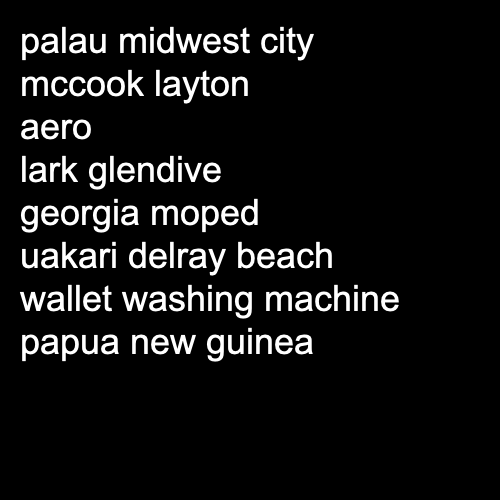 palau midwest city
mccook layton
aero
lark glendive
georgia moped
uakari delray beach
wallet washing machine
papua new guinea